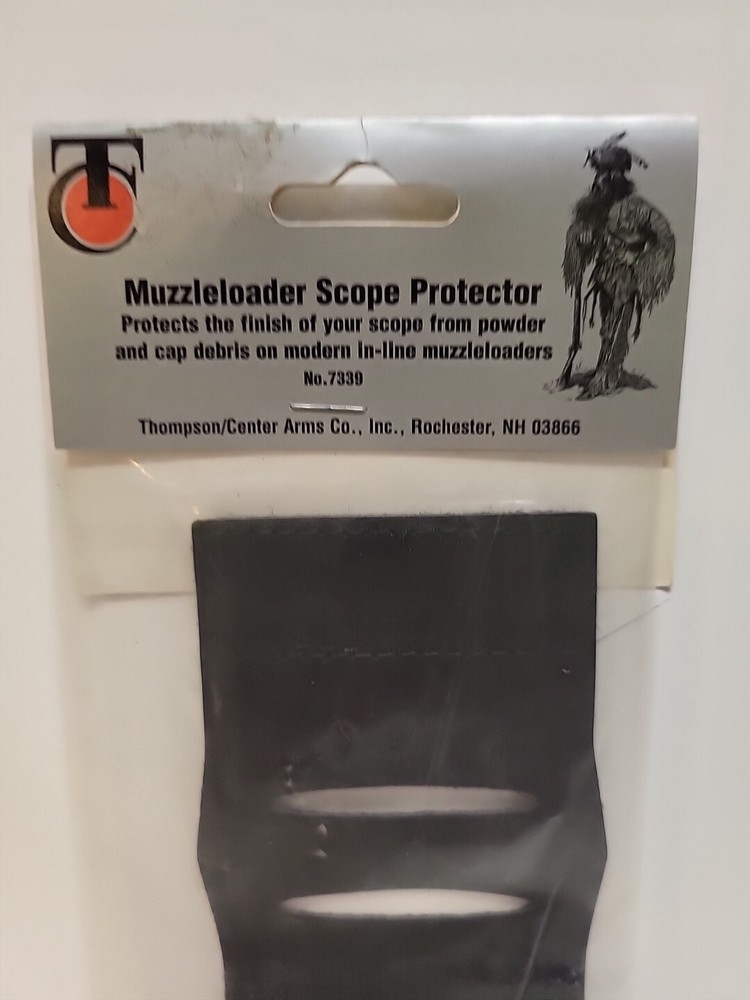 TC
Muzzleloader Scope Protector
Protects the finish of your scope from powder
and cap debris on modern in-line muzzleloaders
No.7339
Thompson/Center Arms Co., Inc., Rochester, NH 03866